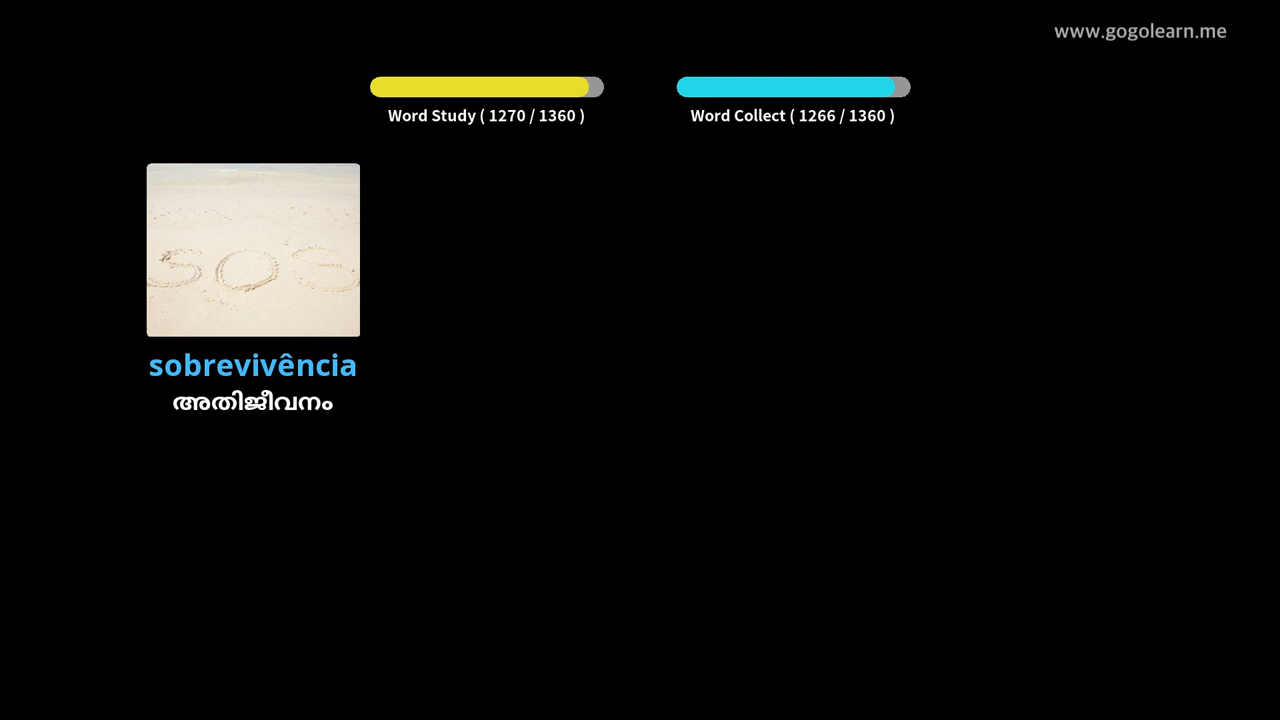 www.gogolearn.me
Word Study ( 1270 / 1360 )
Word Collect ( 1266 / 1360 )
SOS
sobrevivência
അതിജീവനം